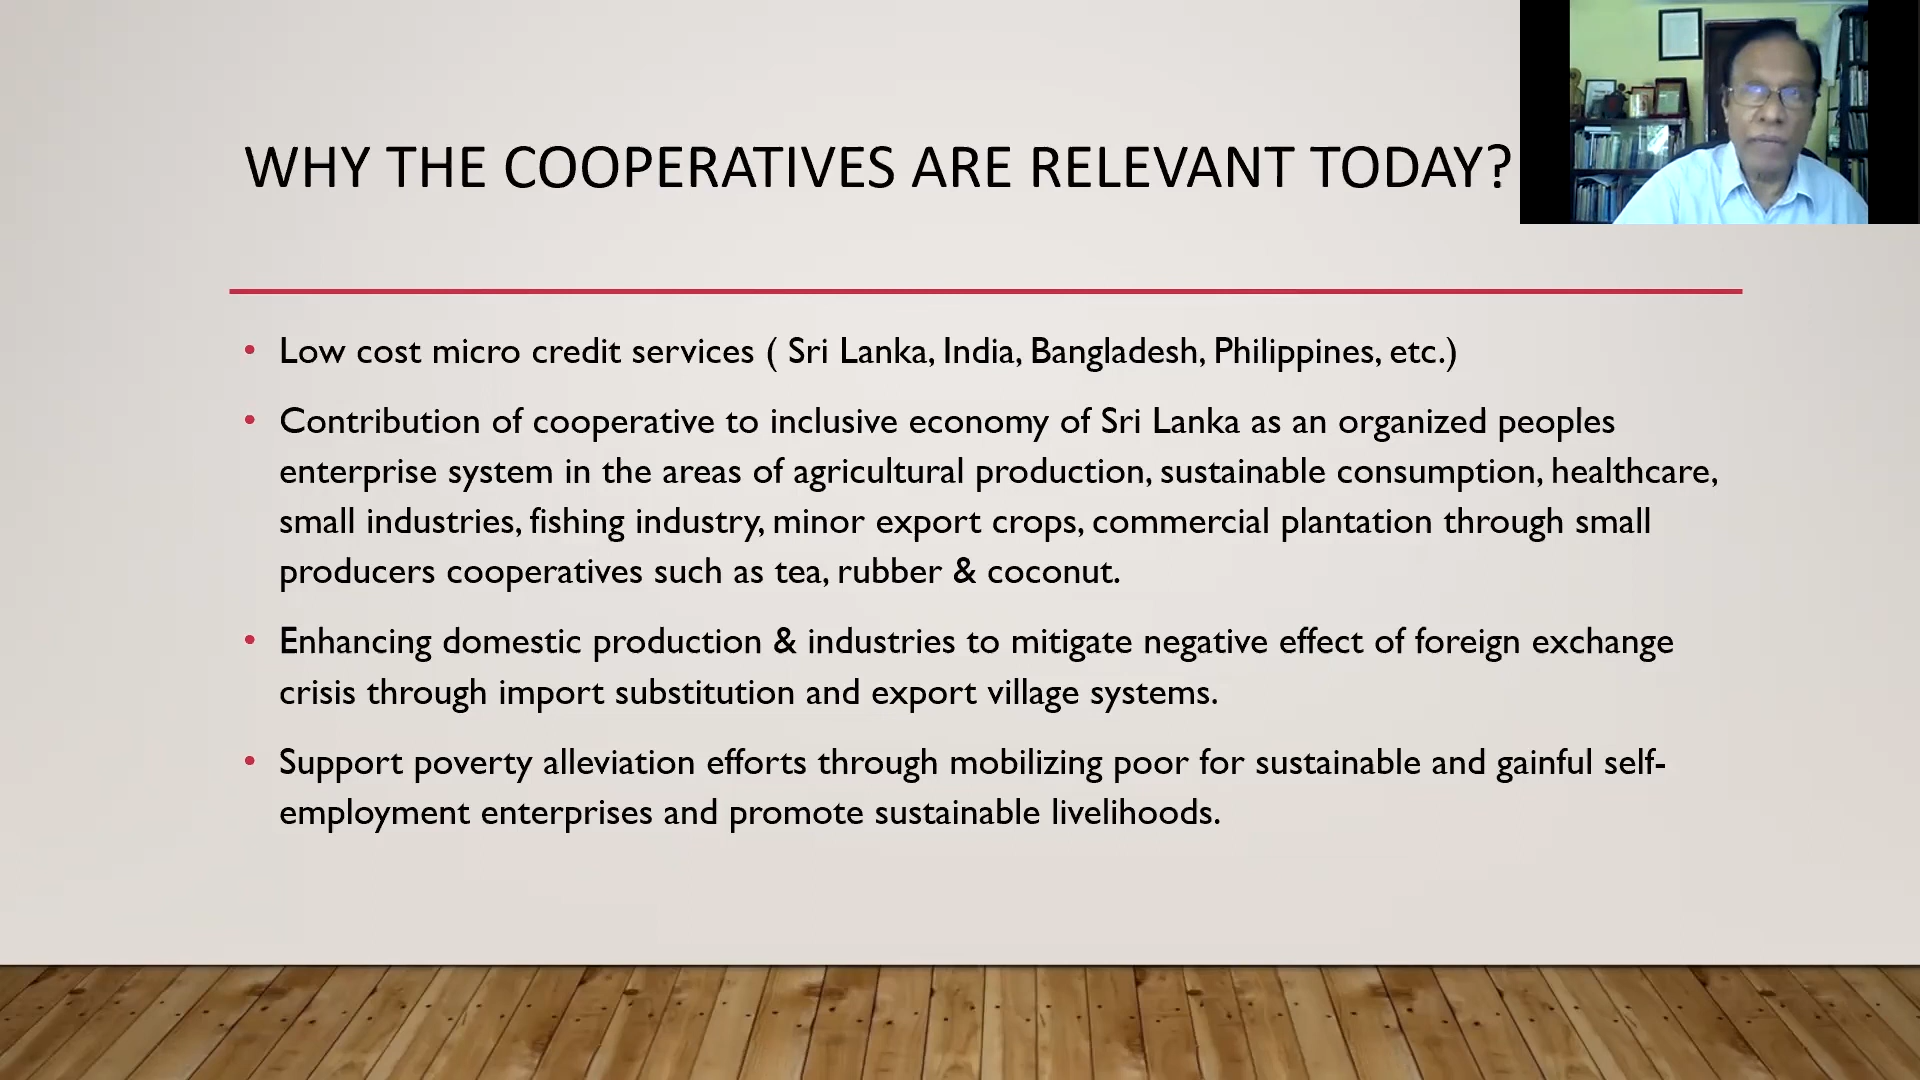 WHY THE COOPERATIVES ARE RELEVANT TODAY?
• Low cost micro credit services ( Sri Lanka, India, Bangladesh, Philippines, etc.)
• Contribution of cooperative to inclusive economy of Sri Lanka as an organized peoples
enterprise system in the areas of agricultural production, sustainable consumption, healthcare,
small industries, fishing industry, minor export crops, commercial plantation through small
producers cooperatives such as tea, rubber & coconut.
• Enhancing domestic production & industries to mitigate negative effect of foreign exchange
crisis through import substitution and export village systems.
• Support poverty alleviation efforts through mobilizing poor for sustainable and gainful self-
employment enterprises and promote sustainable livelihoods.